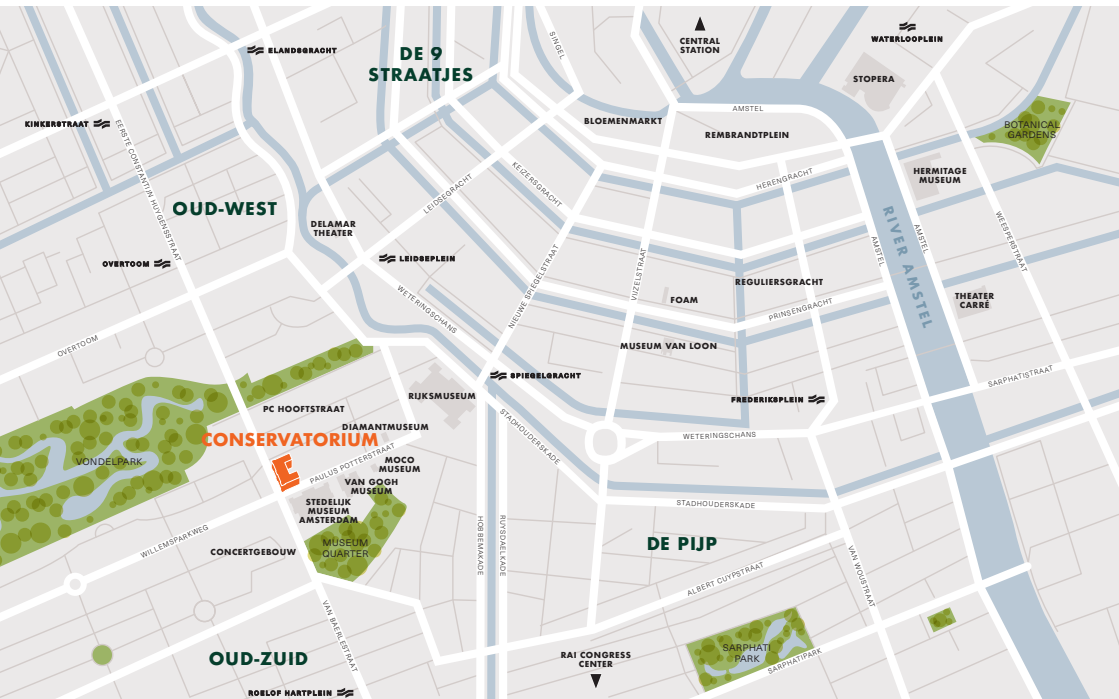 SINGEL
CENTRAL
STATION
WATERLOOPLEIN
ELANDSGRACHT
DE 9
STRAATJES
STOPERA
KINKERSTRAAT
BLOEMENMARKT
AMSTEL
REMBRANDTPLEIN
BOTANICAL
GARDENS
EERSTE CONSTANTIJN HUYGENSSTRAAT
LEIDSEGRACHT
KEIZERSGRACHT
HERENGRACHT
HERMITAGE
MUSEUM
OUD-WEST
DELAMAR
THEATER
RIVER AMSTEL
AMSTEL
AMSTEL
WEESPERSTRAAT
OVERTOOM
LEIDSEPLEIN
NIEUWE SPIEGELSTRAAT
VIJZELSTRAAT
REGULIERSGRACHT
FOAM
WETERINGSCHANS
PRINSENGRACHT
THEATER
CARRÉ
OVERTOOM
MUSEUM VAN LOON
SPIEGELGRACHT
SARPHATISTRAAT
RIJKSMUSEUM
FREDERIKSPLEIN
PC HOOFTSTRAAT
DIAMANTMUSEUM
CONSERVATORIUM
STADHOUDERSKADE
WETERINGSCHANS
VONDELPARK
PAULUS POTTERSTRAAT
MOCO
MUSEUM
VAN GOGH
MUSEUM
STEDELIJK
MUSEUM
AMSTERDAM
STADHOUDERSKADE
WILLEMSPARKWEG
CONCERTGEBOUW
MUSEUM
QUARTER
HOBBEMAKADE
RUYSDAELKADE
DE PIJP
VAN WOUSTRAAT
ALBERT CUYPSTRAAT
VAN BAERLESTRAAT
OUD-ZUID
RAI CONGRESS
CENTER
SARPHATI
PARK
SARPHATIPARK
ROELOF HARTPLEIN